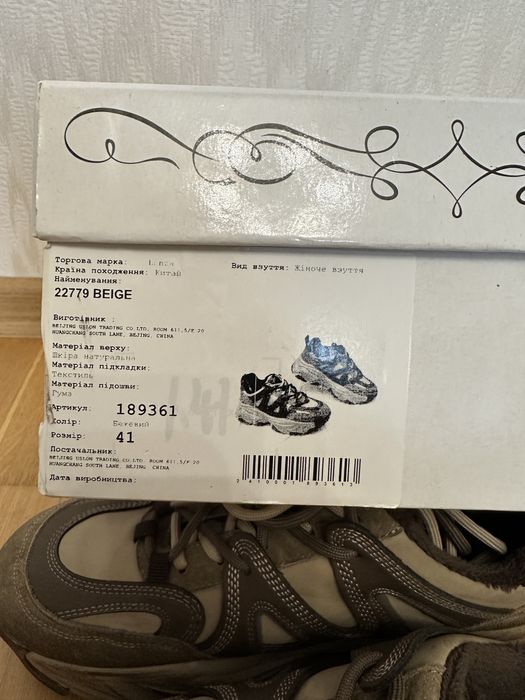 Торгова марка:
Країна походження: Китай
Вид взуття: Жіноче взуття
Найменування:
22779 BEIGE
Виготівник :
BEIJING USLON TRADING CO.LTD. ROOM 611,5/F 20
HUANGCHANG SOUTH LANE, BEJING, CHINA
Матеріал верху:
Шкіра натуральна
Матеріал підкладки:
Текстиль
Матеріал підошви:
Гума
Артикул: 189361
Колір: Бежевий
Розмір: 41
Постачальник:
BEIJING USLON TRADING CO.LTD. ROOM 611,5/F 20
HUANGCHANG SOUTH LANE, BEJING, CHINA
Дата виробництва: